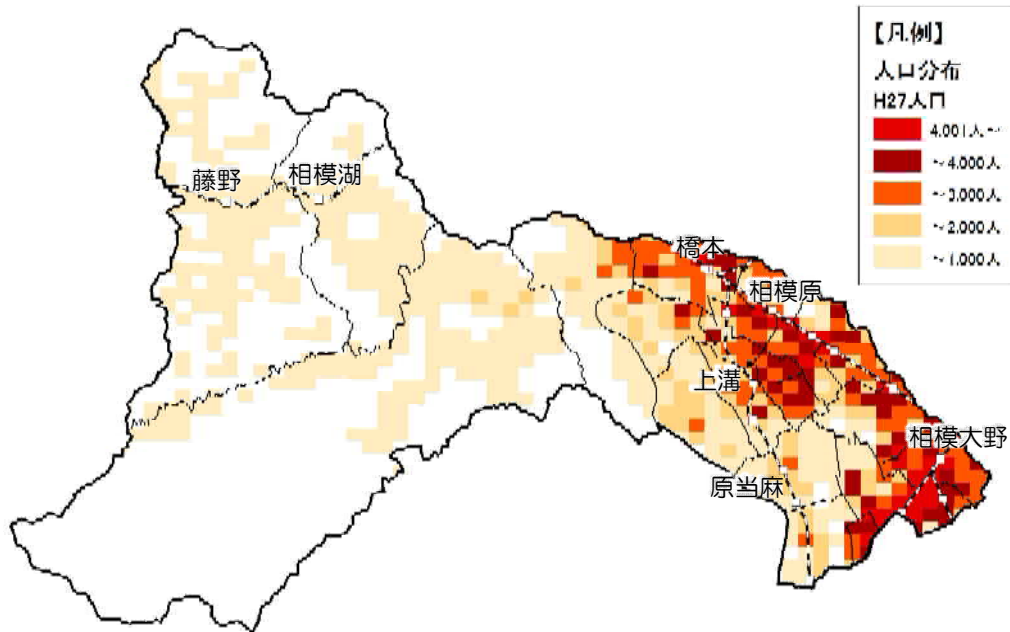 【凡例】
人口分布
H27人口
4,001人～
～4,000人
～3,000人
～2,000人
～1,000人
藤野
相模湖
橋本
相模原
上溝
相模大野
原当麻